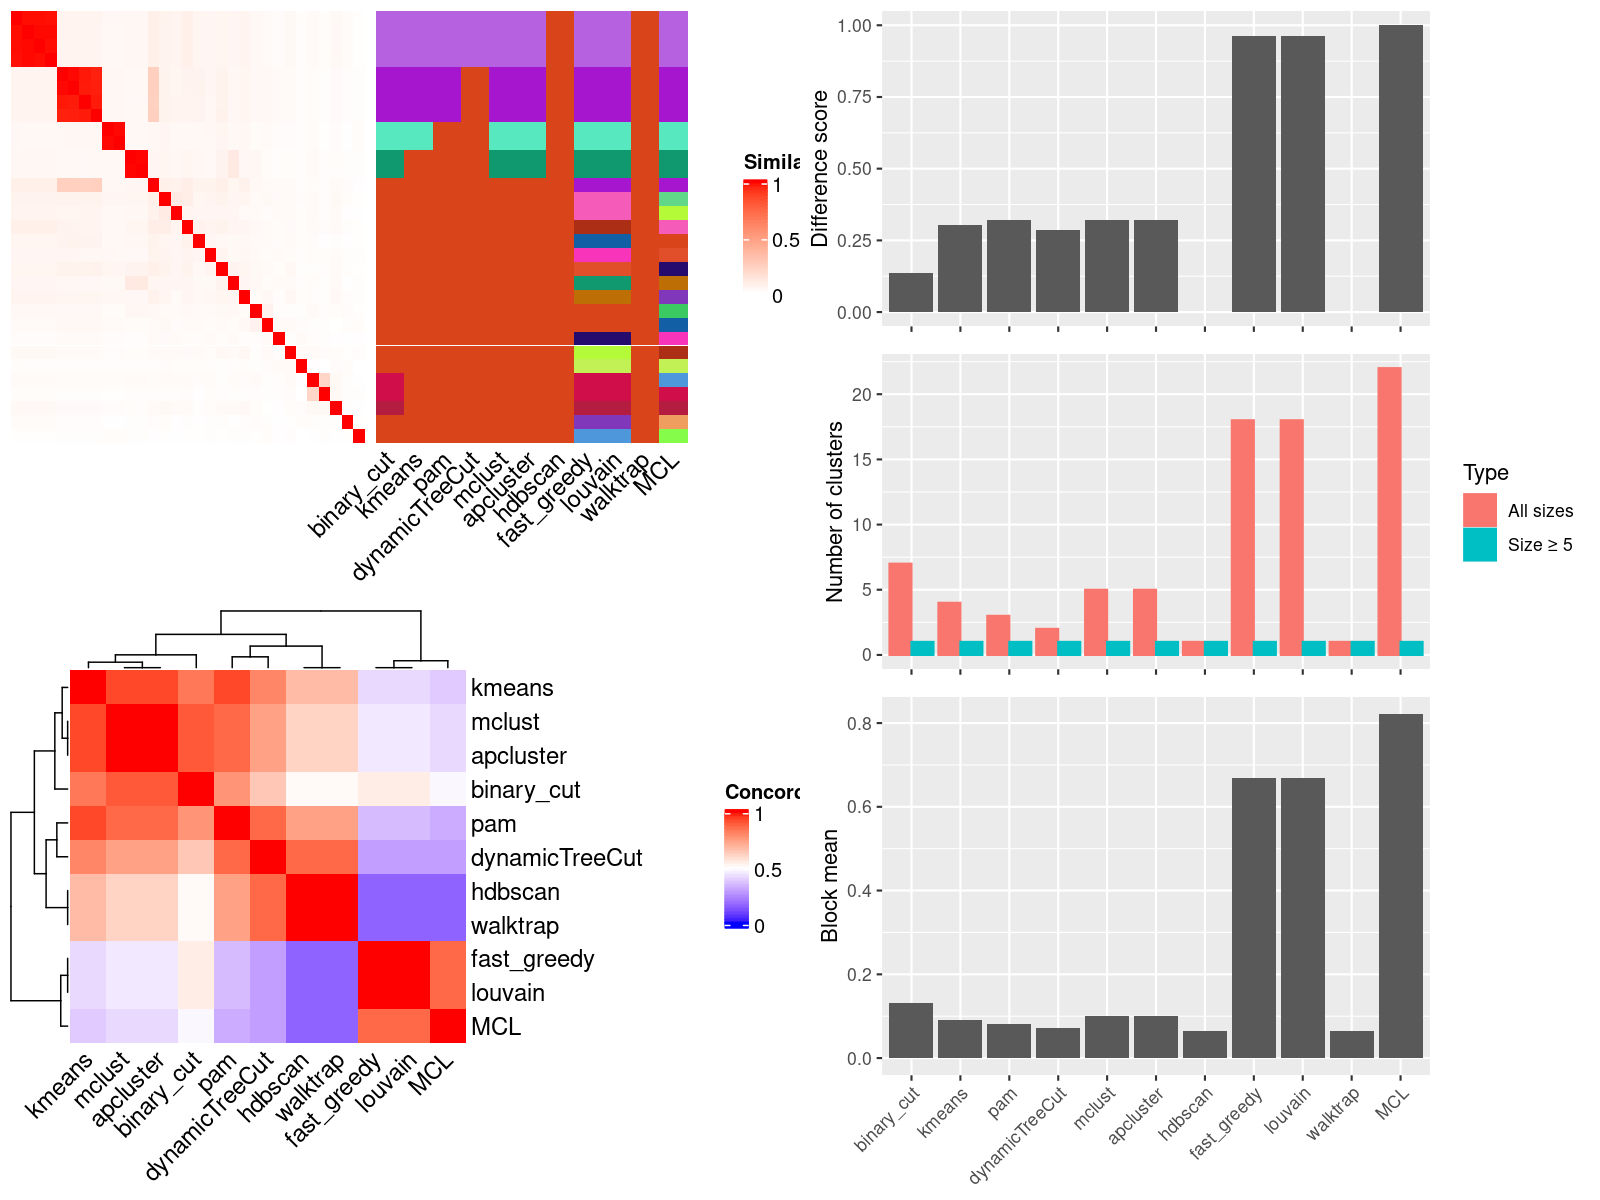 Simila
1
0.5
0
binary_cut
kmeans
pam
dynamicTreeCut
mclust
apcluster
hdbscan
fast_greedy
louvain
walktrap
MCL
kmeans
mclust
apcluster
binary_cut
pam
dynamicTreeCut
hdbscan
walktrap
fast_greedy
louvain
MCL
kmeans
mclust
apcluster
binary_cut
pam
dynamicTreeCut
hdbscan
walktrap
fast_greedy
louvain
MCL
Concord
1
0.5
0
Difference score
1.00
0.75
0.50
0.25
0.00
Number of clusters
20
15
10
5
0
Type
All sizes
Size ≥ 5
Block mean
0.8
0.6
0.4
0.2
0.0
binary_cut
kmeans
pam
dynamicTreeCut
mclust
apcluster
hdbscan
fast_greedy
louvain
walktrap
MCL